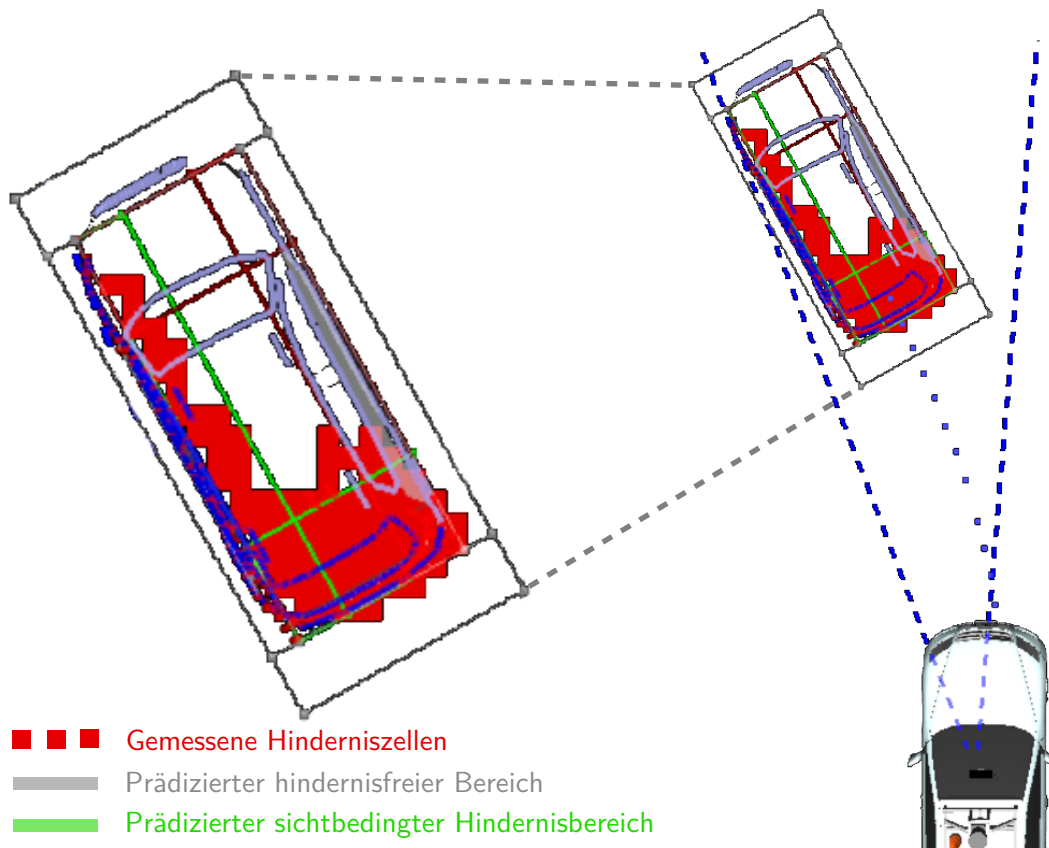 Gemessene Hinderniszellen
Prädizierter hindernisfreier Bereich
Prädizierter sichtbedingter Hindernisbereich